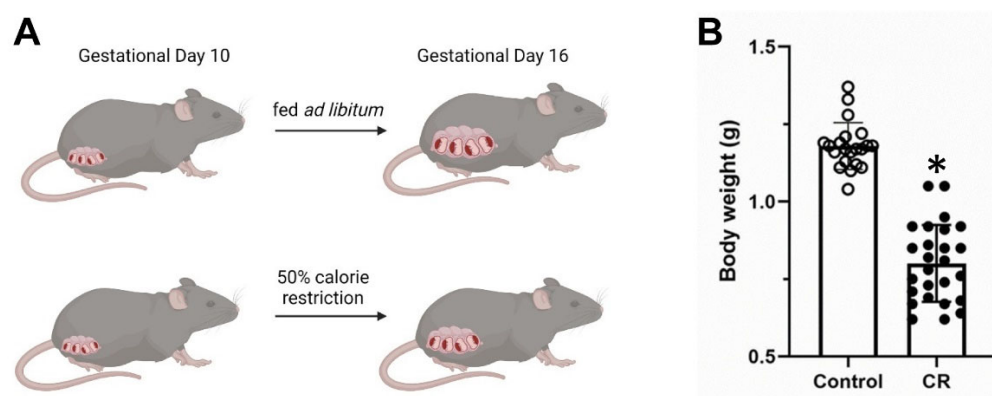 A
Gestational Day 10
Gestational Day 16
fed ad libitum
50% calorie
restriction
B
Body weight (g)
1.5
1.0
0.5
*
Control
CR